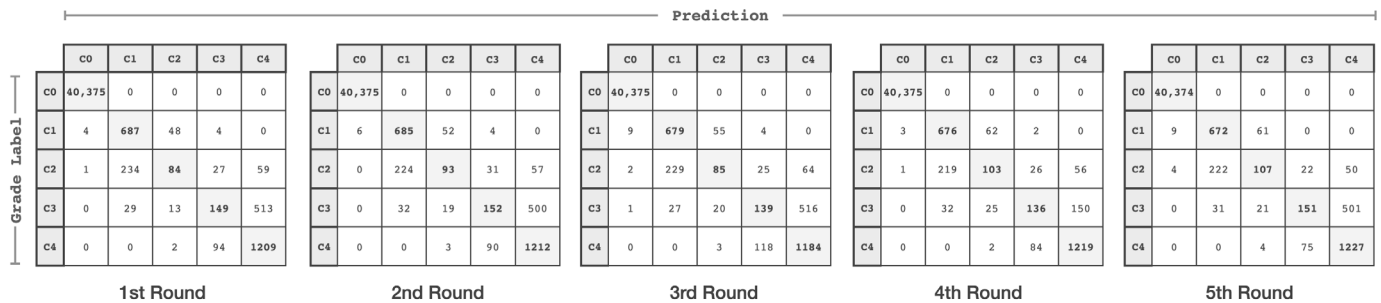 Prediction
C0 C1 C2 C3 C4 C0 C1 C2 C3 C4 C0 C1 C2 C3 C4 C0 C1 C2 C3 C4 C0 C1 C2 C3 C4
Grade Label
C0 40,375 0 0 0 0 C0 40,375 0 0 0 0 C0 40,375 0 0 0 0 C0 40,375 0 0 0 0 C0 40,374 0 0 0 0
C1 4 687 48 4 0 C1 6 685 52 4 0 C1 9 679 55 4 0 C1 3 676 62 2 0 C1 9 672 61 0 0
C2 1 234 84 27 59 C2 0 224 93 31 57 C2 2 229 85 25 64 C2 1 219 103 26 56 C2 4 222 107 22 50
C3 0 29 13 149 513 C3 0 32 19 152 500 C3 1 27 20 139 516 C3 0 32 25 136 150 C3 0 31 21 151 501
C4 0 0 2 94 1209 C4 0 0 3 90 1212 C4 0 0 3 118 1184 C4 0 0 2 84 1219 C4 0 0 4 75 1227
1st Round 2nd Round 3rd Round 4th Round 5th Round